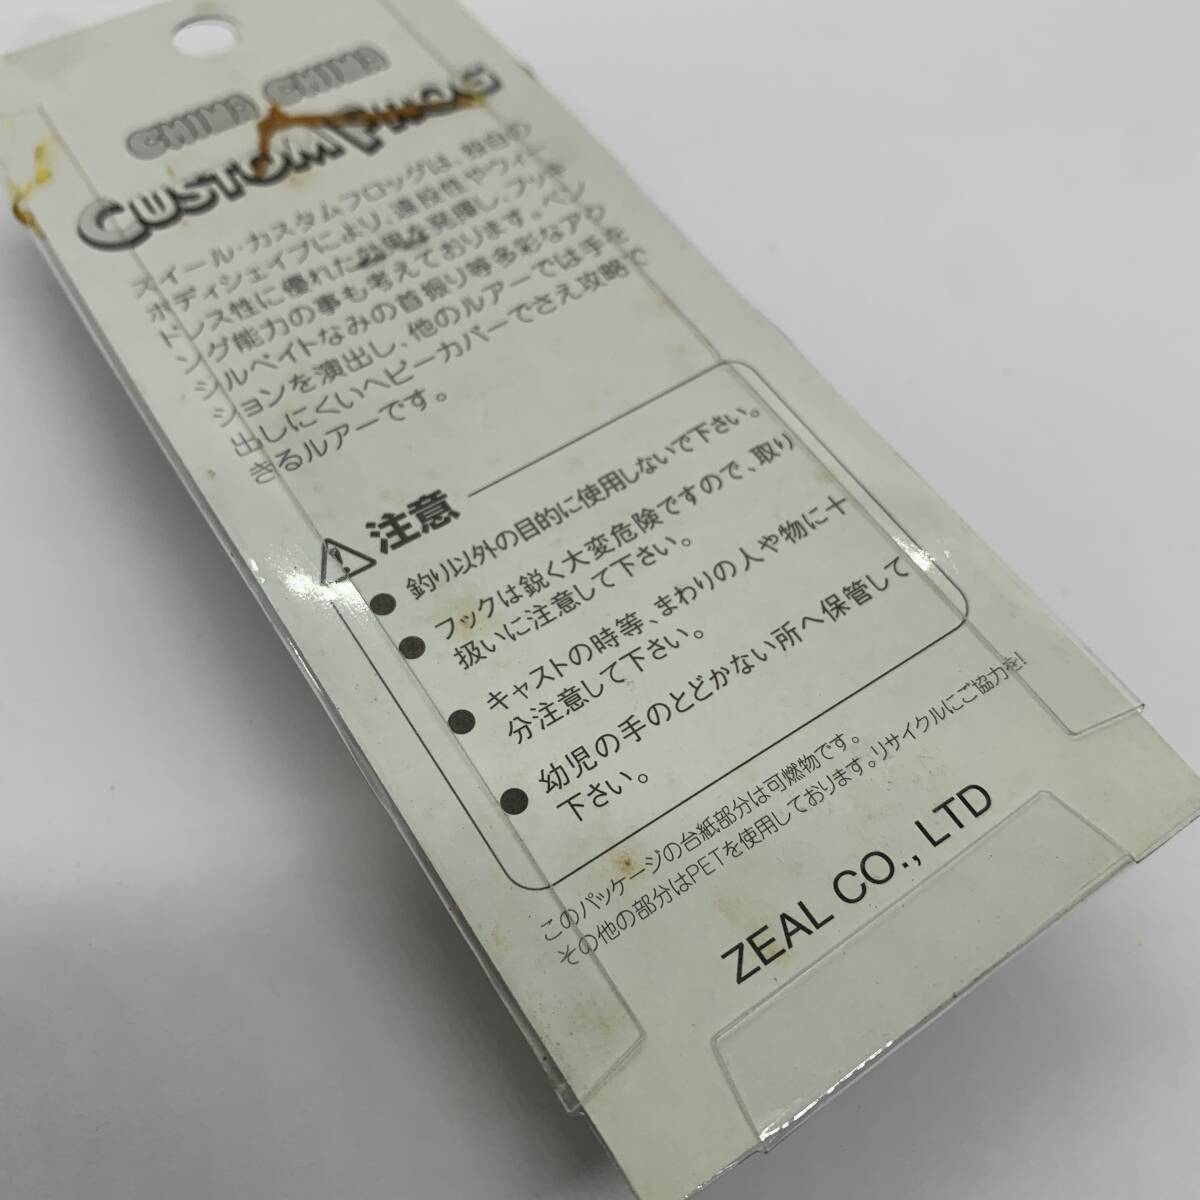 CHINA CHINA
CUSTOM FROG
ズイール・カスタムフロッグは、独自の
ボディシェイプにより、遠投性やウィー
ドレス性に優れた効果を発揮し、フッキ
ング能力の事も考えております。ペン
シルベイトなみの首振り等多彩なアク
ションを演出し、他のルアーでは手を
出しにくいヘビーカバーでさえ攻略で
きるルアーです。
注意
● 釣り以外の目的に使用しないで下さい。
● フックは鋭く大変危険ですので、取り
扱いに注意して下さい。
● キャストの時等、まわりの人や物に十
分注意して下さい。
● 幼児の手のとどかない所へ保管して
下さい。
このパッケージの台紙部分は可燃物です。
その他の部分はPETを使用しております。リサイクルにご協力を!
ZEAL CO., LTD